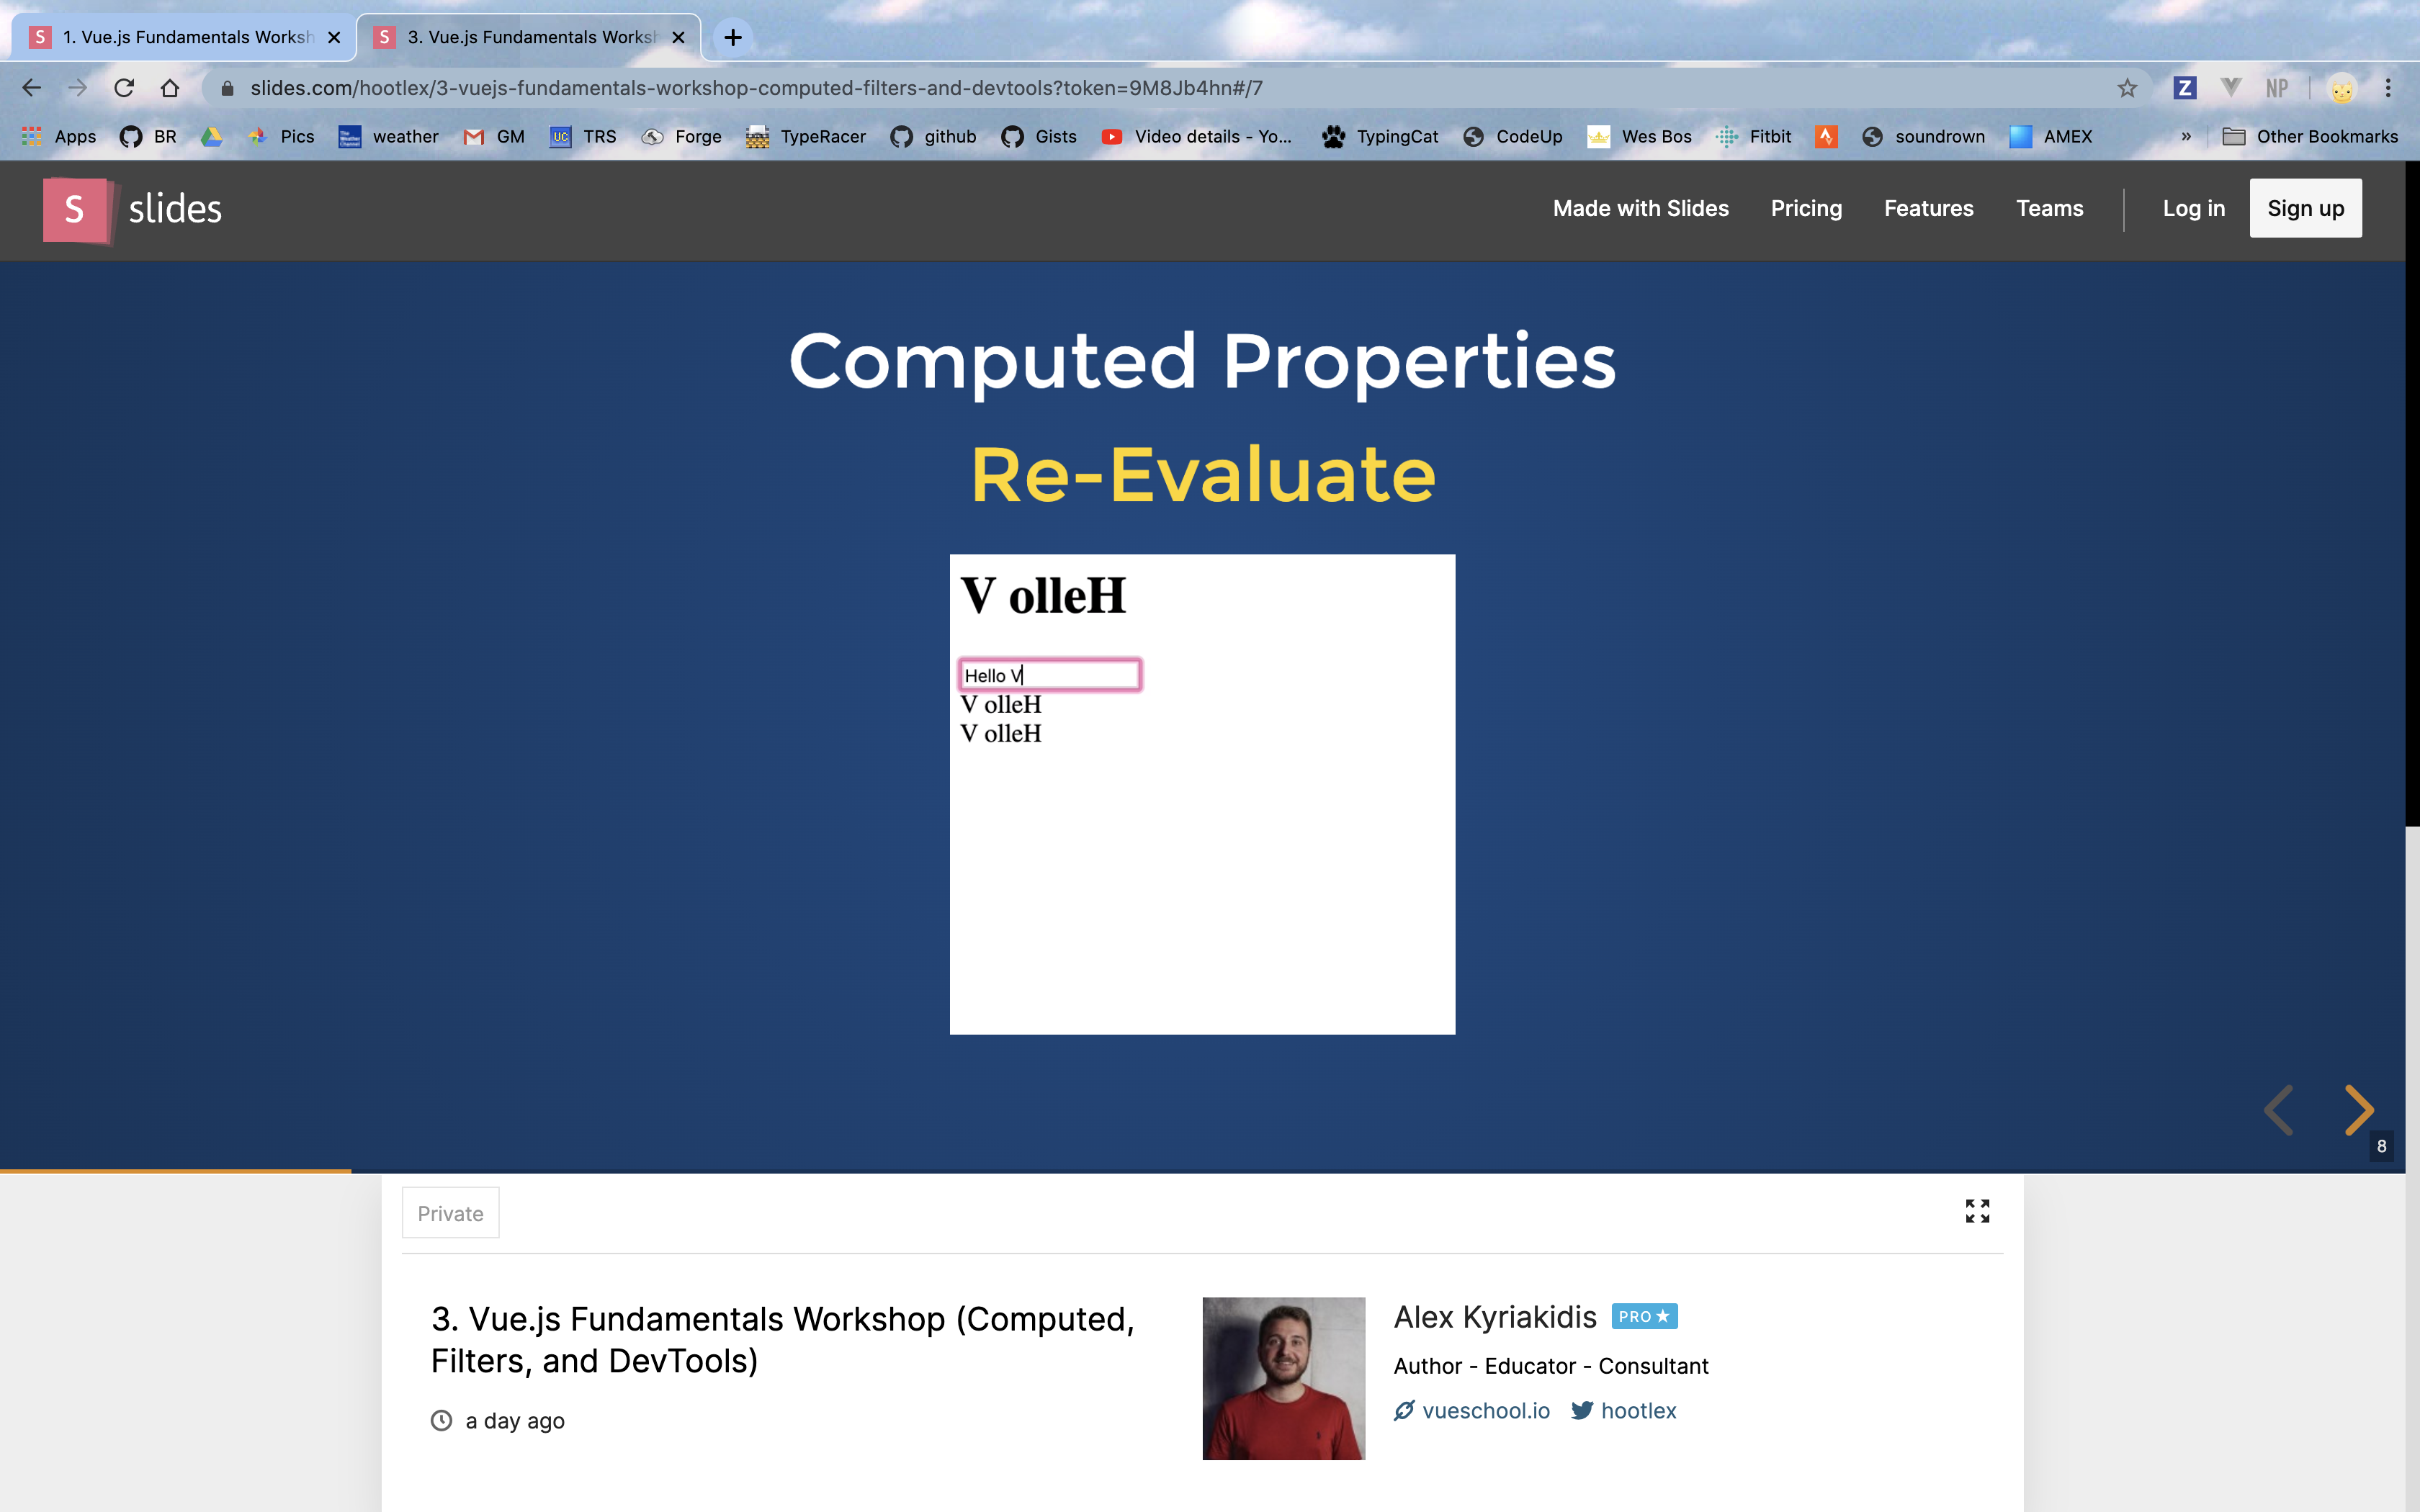 S 1. Vue.js Fundamentals Worksh
S 3. Vue.js Fundamentals Works
slides.com/hootlex/3-vuejs-fundamentals-workshop-computed-filters-and-devtools?token=9M8Jb4hn#/7
Z NP
Apps BR Pics weather GM UC TRS Forge TypeRacer github Gists Video details - Yo... TypingCat CodeUp Wes Bos Fitbit soundrown AMEX » Other Bookmarks
S slides Made with Slides Pricing Features Teams Log in Sign up
Computed Properties
Re-Evaluate
V olleH
Hello V
V olleH
V olleH
8
Private
3. Vue.js Fundamentals Workshop (Computed,
Filters, and DevTools)
a day ago
Alex Kyriakidis PRO
Author - Educator - Consultant
vueschool.io hootlex